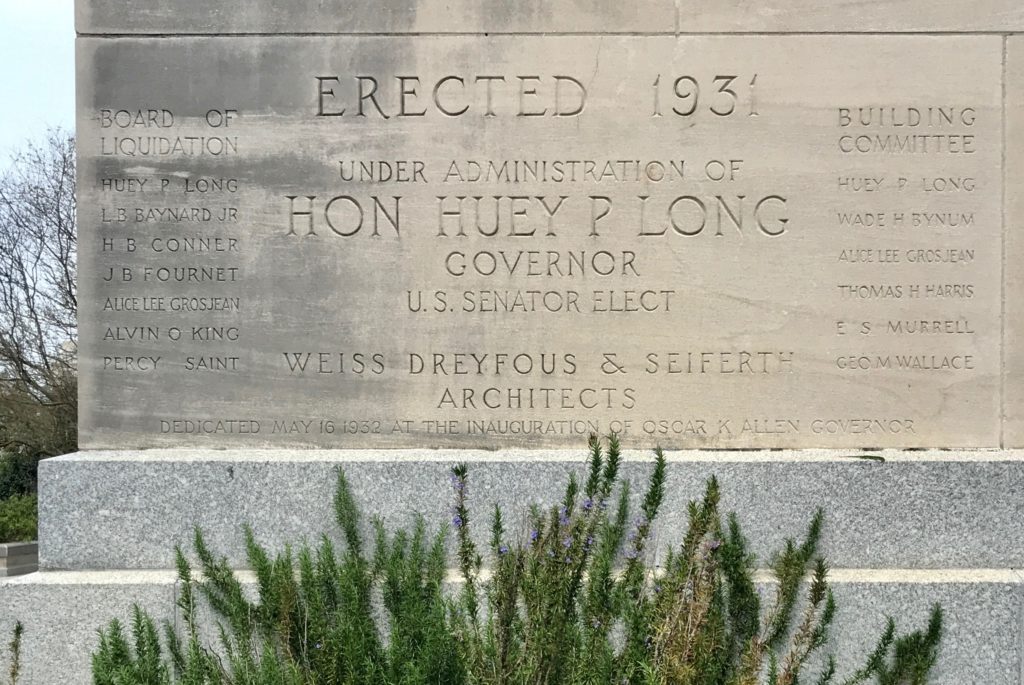 ERECTED 1931
BOARD OF
LIQUIDATION
HUEY P LONG
L B BAYNARD JR
H B CONNER
J B FOURNET
ALICE LEE GROSJEAN
ALVIN O KING
PERCY SAINT
UNDER ADMINISTRATION OF
HON HUEY P LONG
GOVERNOR
U.S. SENATOR ELECT
WEISS DREYFOUS & SEIFERTH
ARCHITECTS
BUILDING
COMMITTEE
HUEY P LONG
WADE H BYNUM
ALICE LEE GROSJEAN
THOMAS H HARRIS
E S MURRELL
GEO. M WALLACE
DEDICATED MAY 16 1932 AT THE INAUGURATION OF OSCAR K ALLEN GOVERNOR